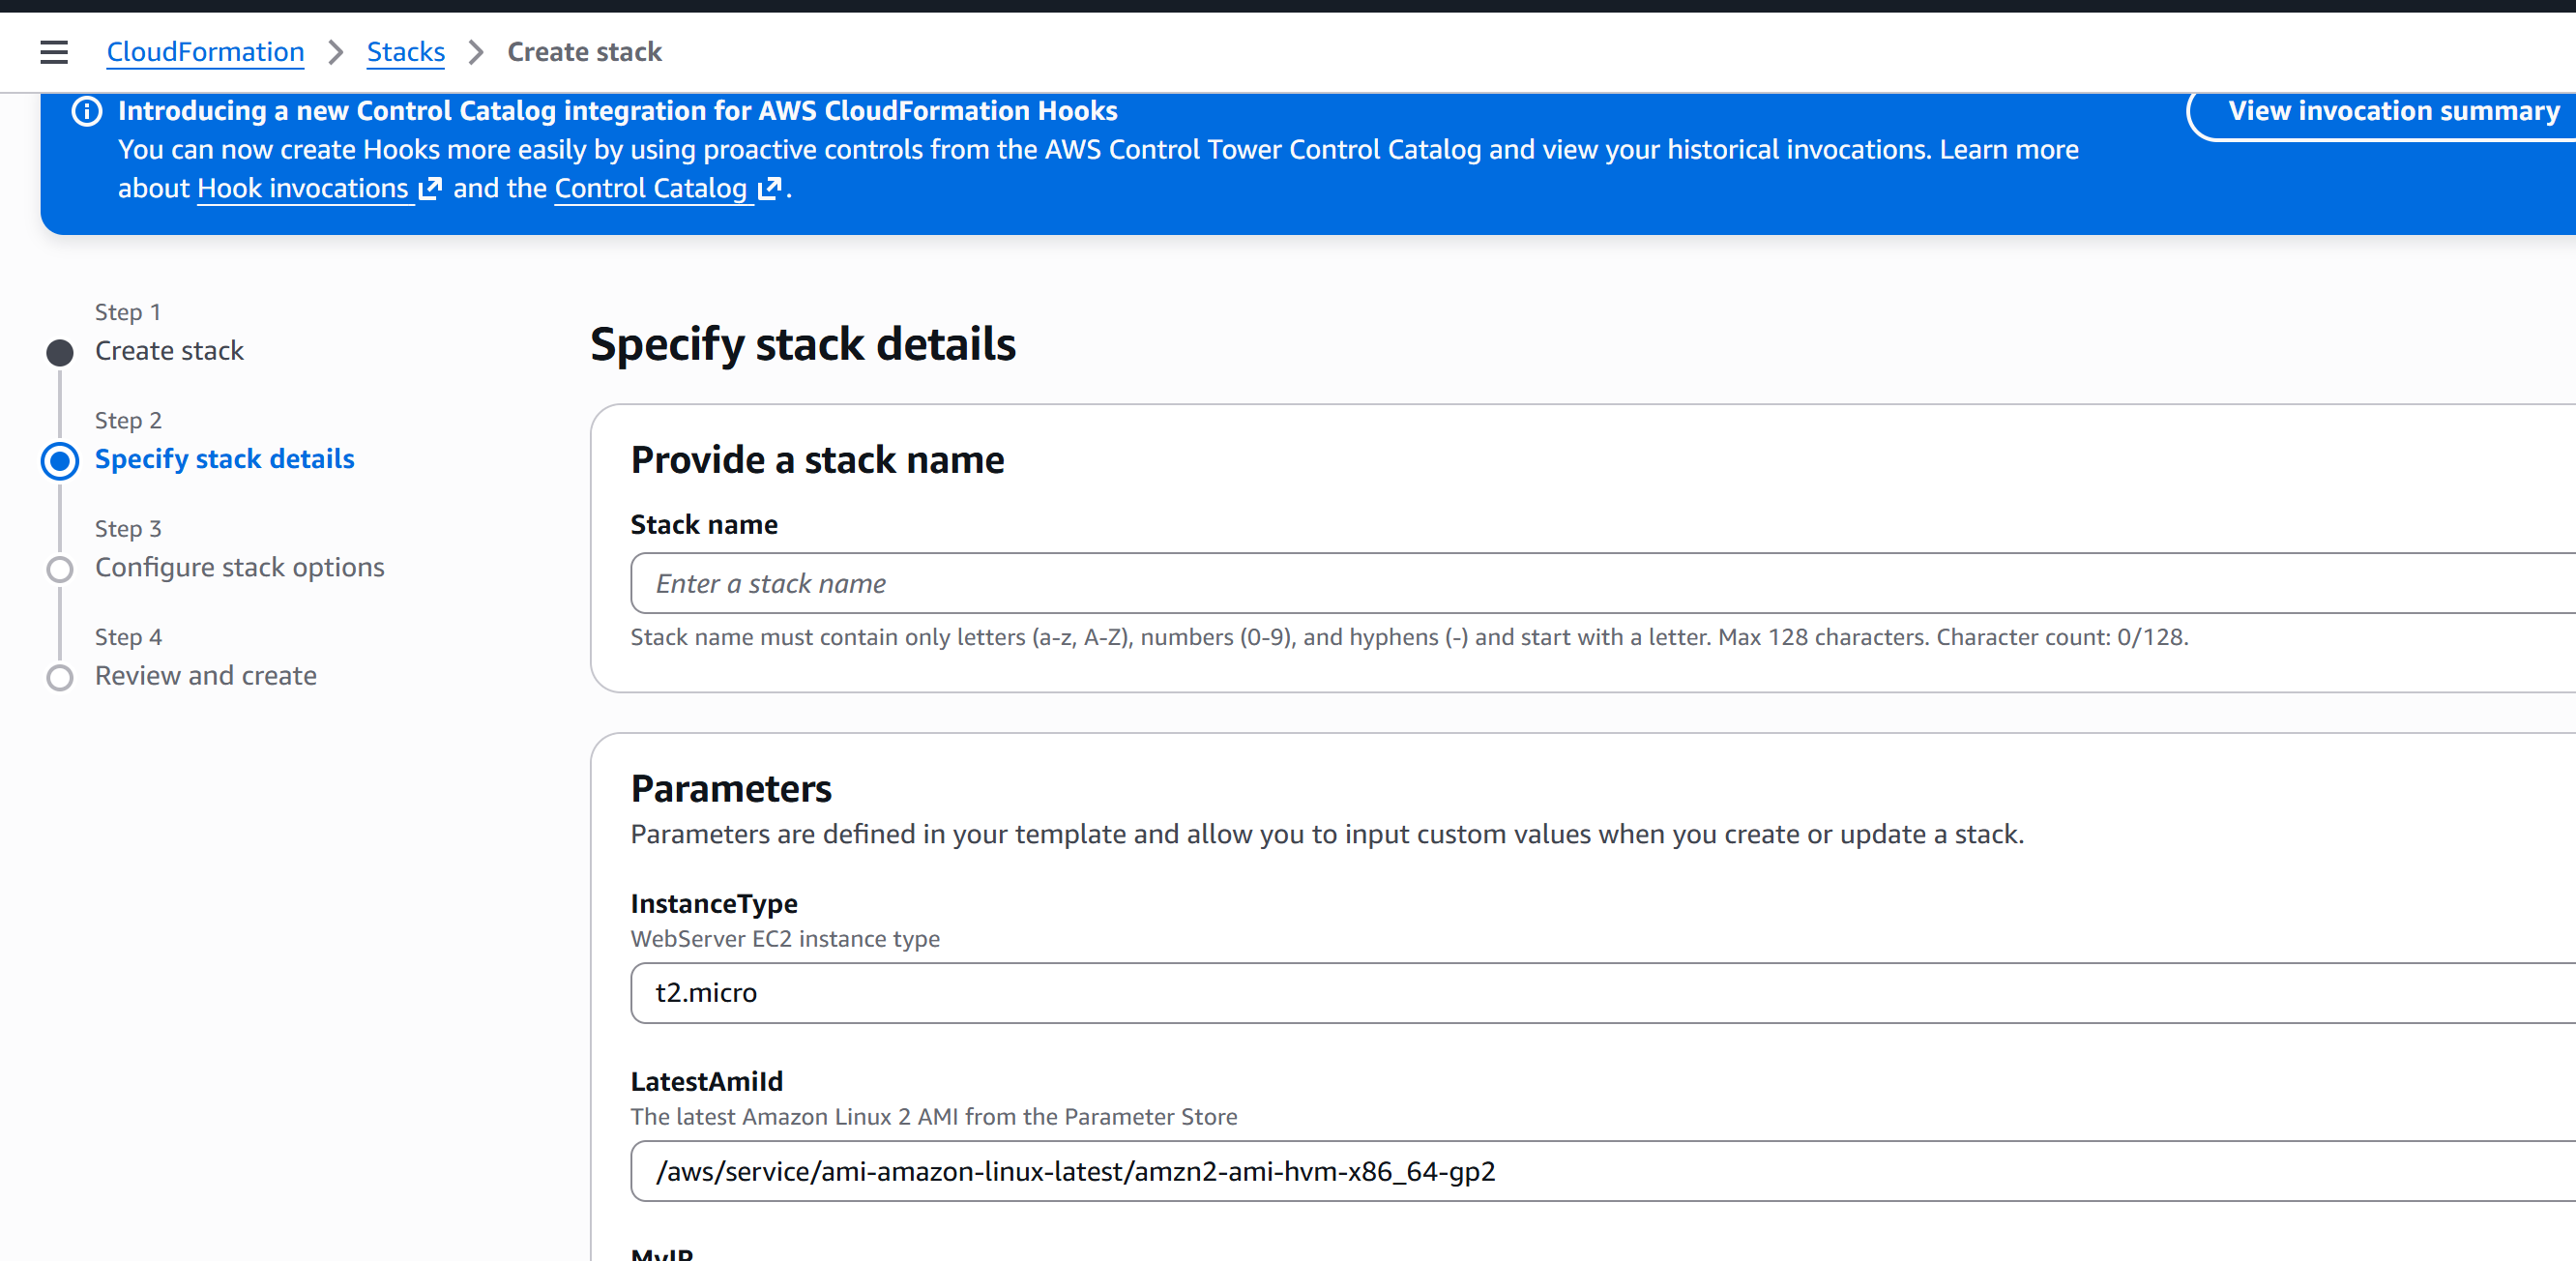 CloudFormation > Stacks > Create stack
Introducing a new Control Catalog integration for AWS CloudFormation Hooks
View invocation summary
You can now create Hooks more easily by using proactive controls from the AWS Control Tower Control Catalog and view your historical invocations. Learn more
about Hook invocations and the Control Catalog .
Step 1
Create stack
Step 2
Specify stack details
Step 3
Configure stack options
Step 4
Review and create
Specify stack details
Provide a stack name
Stack name
Enter a stack name
Stack name must contain only letters (a-z, A-Z), numbers (0-9), and hyphens (-) and start with a letter. Max 128 characters. Character count: 0/128.
Parameters
Parameters are defined in your template and allow you to input custom values when you create or update a stack.
InstanceType
WebServer EC2 instance type
t2.micro
LatestAmiId
The latest Amazon Linux 2 AMI from the Parameter Store
/aws/service/ami-amazon-linux-latest/amzn2-ami-hvm-x86_64-gp2
MyIP